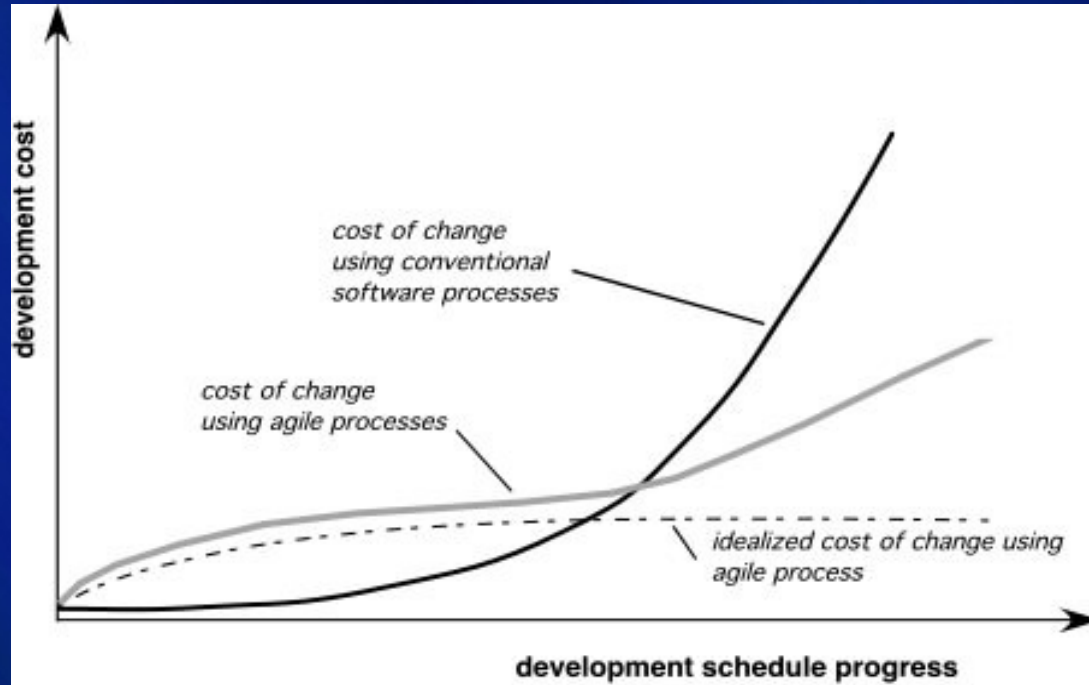 development cost
cost of change
using conventional
software processes
cost of change
using agile processes
idealized cost of change using
agile process
development schedule progress